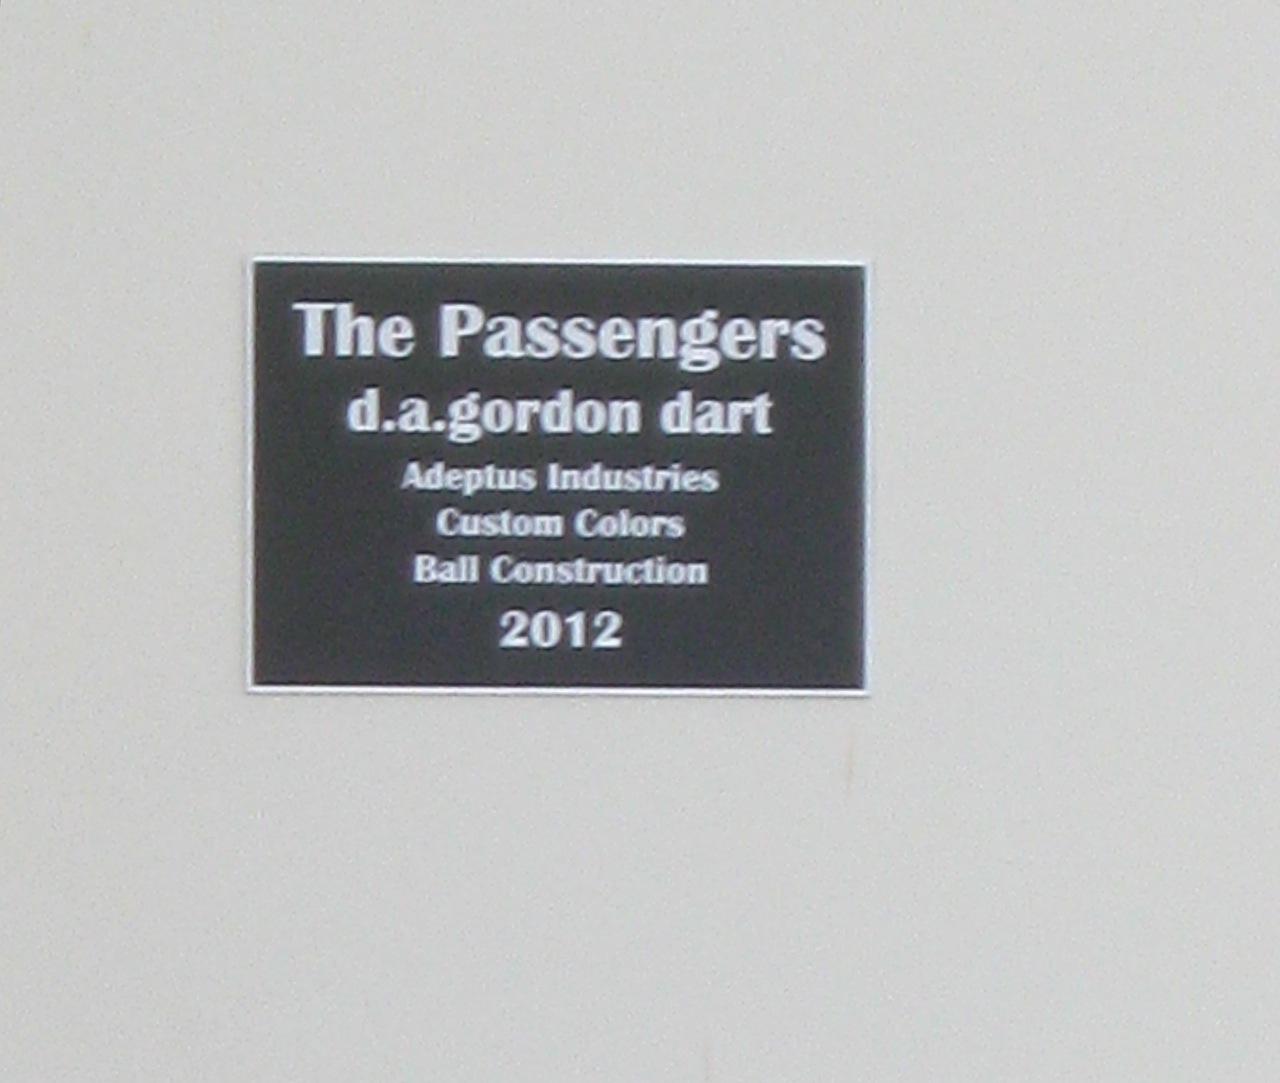 The Passengers
d.a.gordon dart
Adeptus Industries
Custom Colors
Ball Construction
2012